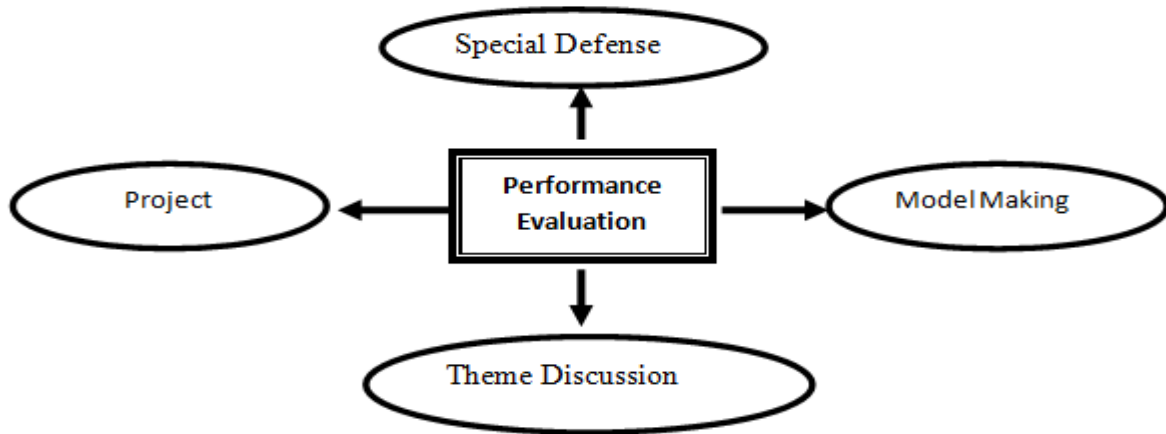 Special Defense
Project
Performance
Evaluation
Model Making
Theme Discussion